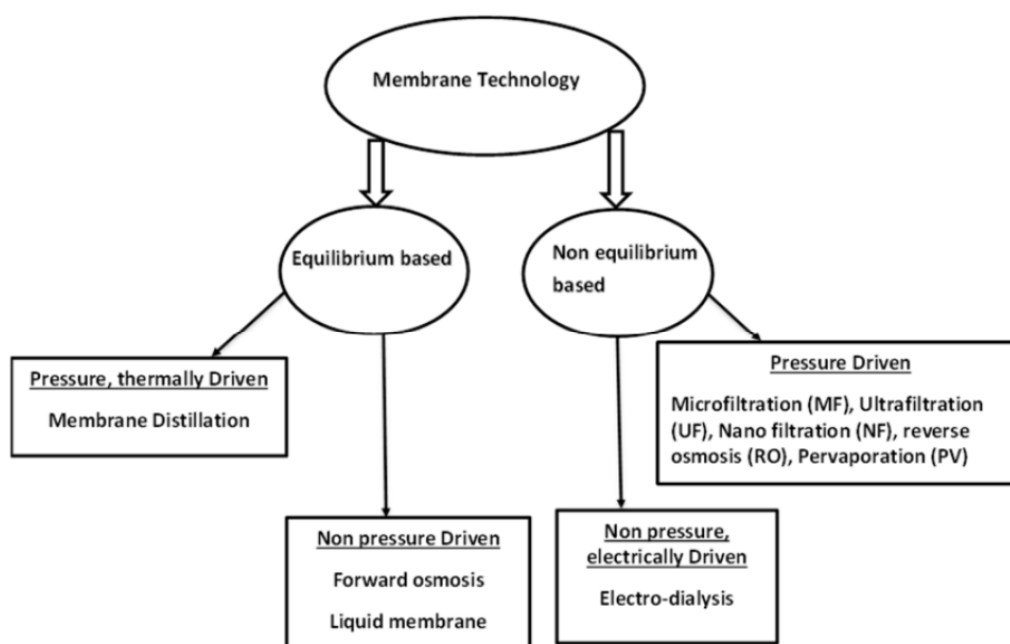 Membrane Technology
Equilibrium based
Non equilibrium
based
Pressure, thermally Driven
Membrane Distillation
Pressure Driven
Microfiltration (MF), Ultrafiltration
(UF), Nano filtration (NF), reverse
osmosis (RO), Pervaporation (PV)
Non pressure Driven
Forward osmosis
Liquid membrane
Non pressure,
electrically Driven
Electro-dialysis